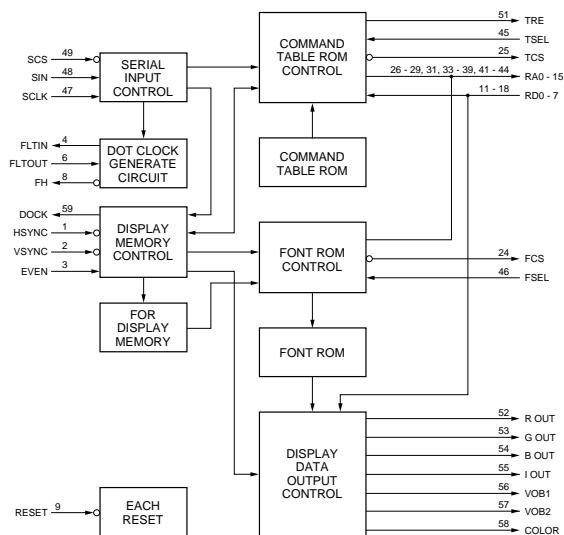 51
TRE
COMMAND
TABLE ROM
CONTROL
45
TSEL
SCS
49
SERIAL
INPUT
CONTROL
25
TCS
SIN
48
26 - 29, 31, 33 - 39, 41 - 44
RA0 - 15
SCLK
47
11 - 18
RD0 - 7
FLTIN
4
DOT CLOCK
GENERATE
CIRCUIT
FLTOUT
6
FH
8
COMMAND
TABLE ROM
DOCK
59
DISPLAY
MEMORY
CONTROL
HSYNC
1
VSYNC
2
EVEN
3
FONT ROM
CONTROL
24
FCS
46
FSEL
FOR
DISPLAY
MEMORY
FONT ROM
DISPLAY
DATA
OUTPUT
CONTROL
52
R OUT
53
G OUT
54
B OUT
55
I OUT
56
VOB1
57
VOB2
58
COLOR
RESET
9
EACH
RESET